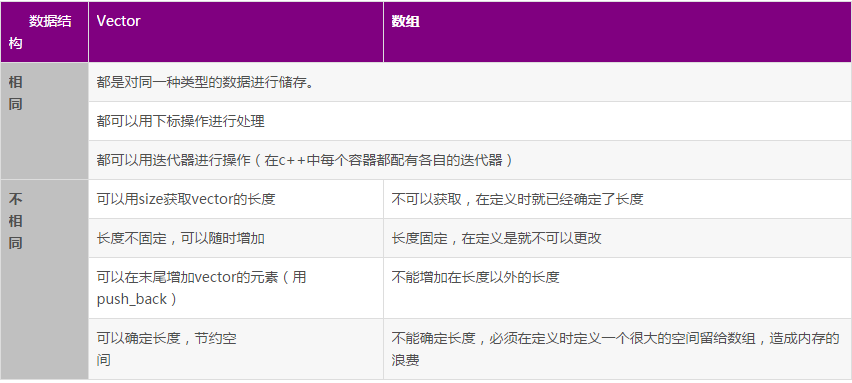 数据结
构
Vector
数组
相
同
都是对同一种类型的数据进行储存。
都可以用下标操作进行处理
都可以用迭代器进行操作（在c++中每个容器都配有各自的迭代器）
不
相
同
可以用size获取vector的长度
不可以获取，在定义时就已经确定了长度
长度不固定，可以随时增加
长度固定，在定义是就不可以更改
可以在末尾增加vector的元素（用
push_back）
不能增加在长度以外的长度
可以确定长度，节约空
间
不能确定长度，必须在定义时定义一个很大的空间留给数组，造成内存的
浪费